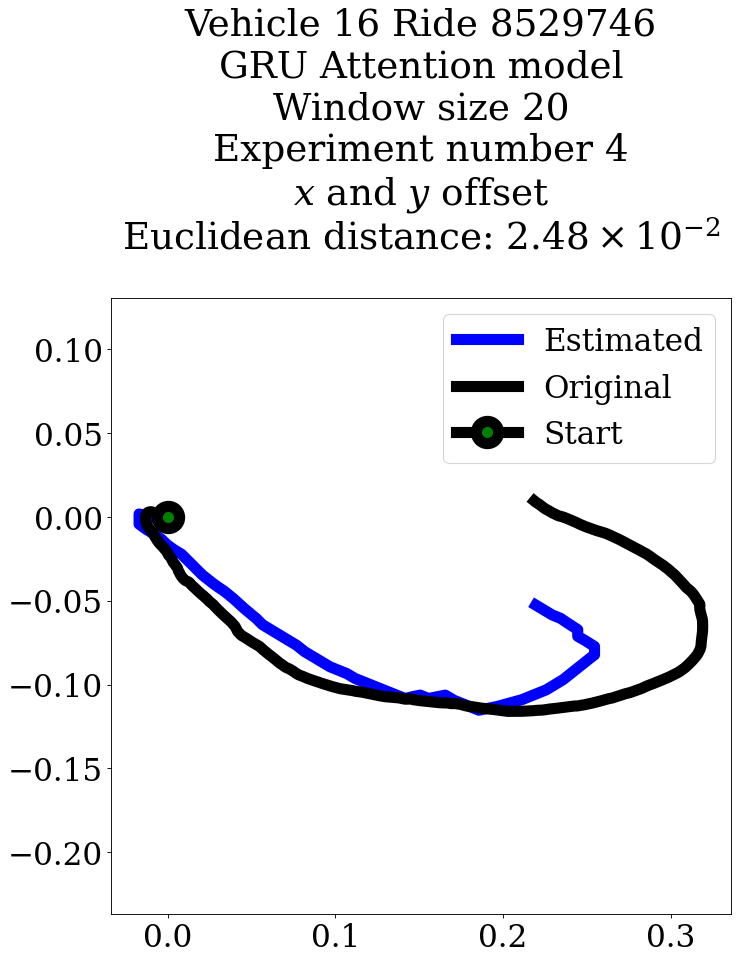 Vehicle 16 Ride 8529746
GRU Attention model
Window size 20
Experiment number 4
x and y offset
Euclidean distance: 2.48 × 10⁻²
Estimated
Original
Start
0.10
0.05
0.00
−0.05
−0.10
−0.15
−0.20
0.0 0.1 0.2 0.3